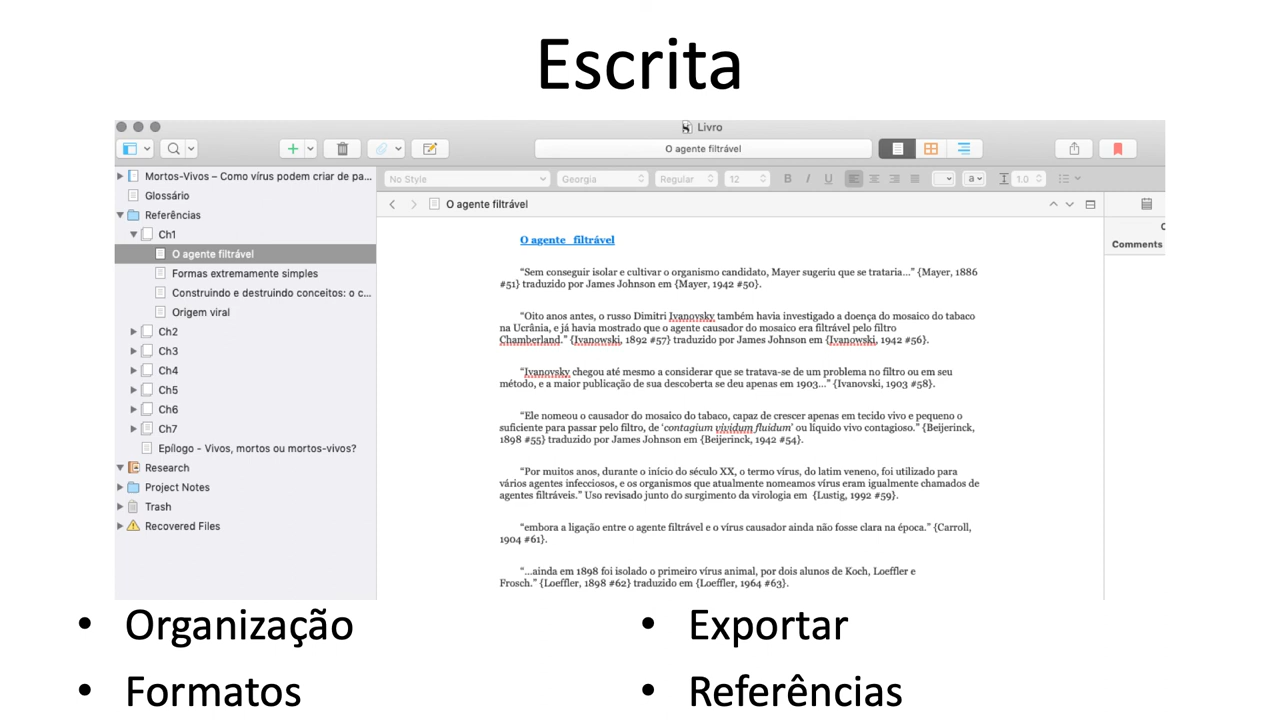 Escrita
Livro
O agente filtrável
No Style
Georgia
Regular
12
B I U
a
1.0
Mortos-Vivos – Como vírus podem criar de pa...
Glossário
Referências
Ch1
O agente filtrável
Formas extremamente simples
Construindo e destruindo conceitos: o c...
Origem viral
Ch2
Ch3
Ch4
Ch5
Ch6
Ch7
Epílogo - Vivos, mortos ou mortos-vivos?
Research
Project Notes
Trash
Recovered Files
O agente filtrável
Comments
O agente filtrável
“Sem conseguir isolar e cultivar o organismo candidato, Mayer sugeriu que se trataria...” {Mayer, 1886
#51} traduzido por James Johnson em {Mayer, 1942 #50}.
“Oito anos antes, o russo Dimitri Ivanovsky também havia investigado a doença do mosaico do tabaco
na Ucrânia, e já havia mostrado que o agente causador do mosaico era filtrável pelo filtro
Chamberland.” {Ivanowski, 1892 #57} traduzido por James Johnson em {Ivanowski, 1942 #56}.
“Ivanovsky chegou até mesmo a considerar que se tratava-se de um problema no filtro ou em seu
método, e a maior publicação de sua descoberta se deu apenas em 1903...” {Ivanovski, 1903 #58}.
“Ele nomeou o causador do mosaico do tabaco, capaz de crescer apenas em tecido vivo e pequeno o
suficiente para passar pelo filtro, de ‘contagium vividum fluidum’ ou líquido vivo contagioso.” {Beijerinck,
1898 #55} traduzido por James Johnson em {Beijerinck, 1942 #54}.
“Por muitos anos, durante o início do século XX, o termo vírus, do latim veneno, foi utilizado para
vários agentes infecciosos, e os organismos que atualmente nomeamos vírus eram igualmente chamados de
agentes filtráveis.” Uso revisado junto do surgimento da virologia em {Lustig, 1992 #59}.
“embora a ligação entre o agente filtrável e o vírus causador ainda não fosse clara na época.” {Carroll,
1904 #61}.
“...ainda em 1898 foi isolado o primeiro vírus animal, por dois alunos de Koch, Loeffler e
Frosch.” {Loeffler, 1898 #62} traduzido em {Loeffler, 1964 #63}.
• Organização
• Formatos
• Exportar
• Referências